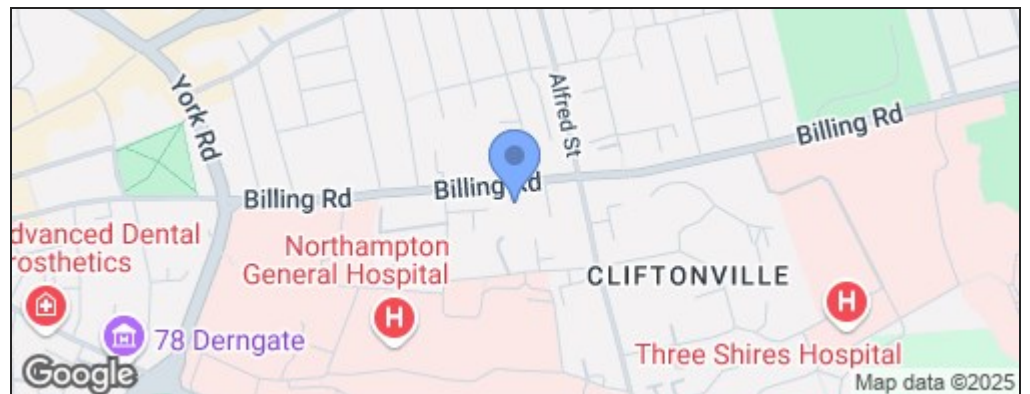 York Rd
Alfred St
Billing Rd
Billing Rd
Billing Rd
dvanced Dental
rosthetics
Northampton
General Hospital
H
CLIFTONVILLE
H
78 Derngate
Three Shires Hospital
Google
Map data ©2025